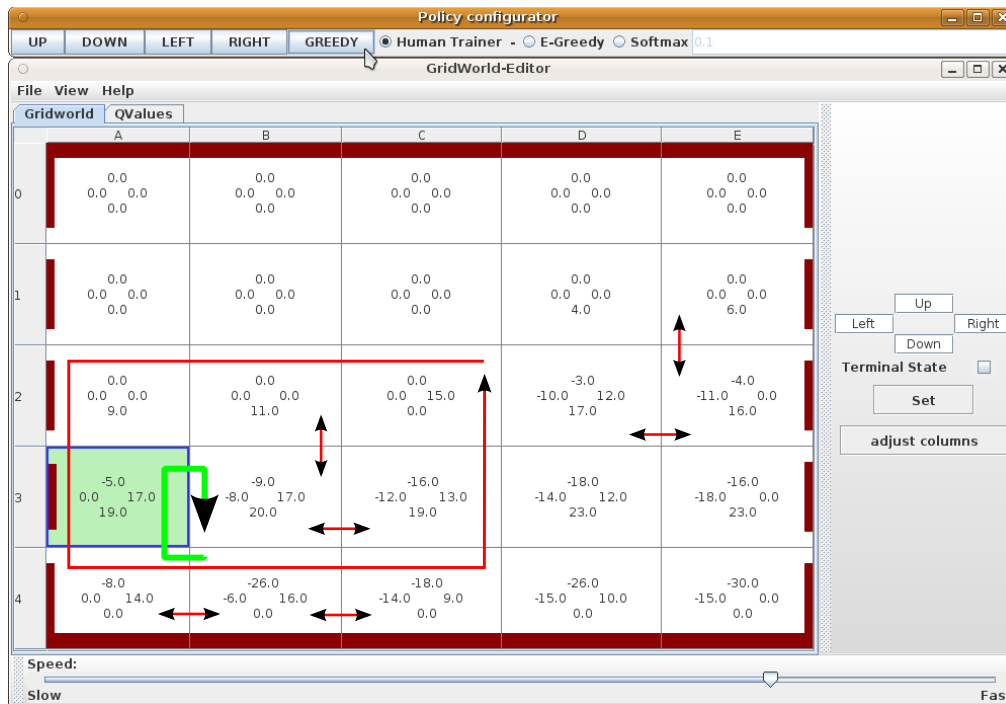 Policy configurator
UP DOWN LEFT RIGHT GREEDY Human Trainer - E-Greedy Softmax 0.1
GridWorld-Editor
File View Help
Gridworld QValues
A B C D E
0.0 0.0 0.0 0.0 0.0
0 0.0 0.0 0.0 0.0 0.0 0.0 0.0 0.0 0.0 0.0
0.0 0.0 0.0 0.0 0.0
0.0 0.0 0.0 0.0 0.0
1 0.0 0.0 0.0 0.0 0.0 0.0 0.0 0.0 0.0 0.0
0.0 0.0 0.0 4.0 6.0
Up
Left Right
Down
Terminal State
0.0 0.0 0.0 -3.0 -4.0
2 0.0 0.0 0.0 0.0 0.0 15.0 -10.0 12.0 -11.0 0.0
9.0 11.0 0.0 17.0 16.0
Set
adjust columns
-5.0 -9.0 -16.0 -18.0 -16.0
3 0.0 17.0 -8.0 17.0 -12.0 13.0 -14.0 12.0 -18.0 0.0
19.0 20.0 19.0 23.0 23.0
-8.0 -26.0 -18.0 -26.0 -30.0
4 0.0 14.0 -6.0 16.0 -14.0 9.0 -15.0 10.0 -15.0 0.0
0.0 0.0 0.0 0.0 0.0
Speed:
Slow Fas